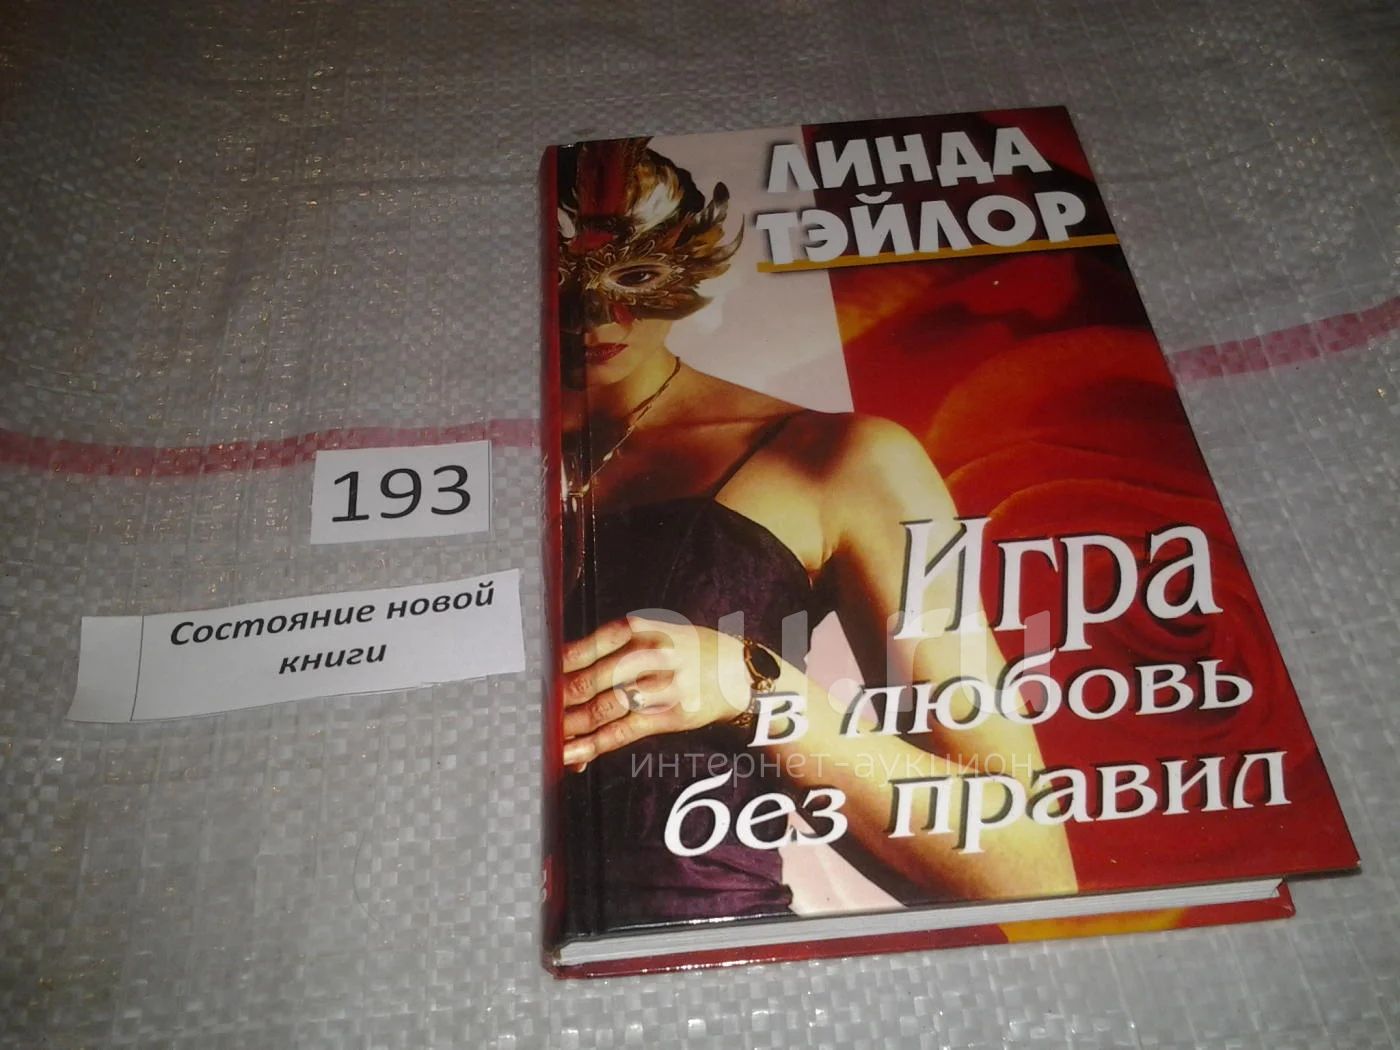 ЛИНДА
ТЭЙЛОР
193
Состояние новой
книги
Игра
в любовь
без правил
au.ru
интернет-аукцион